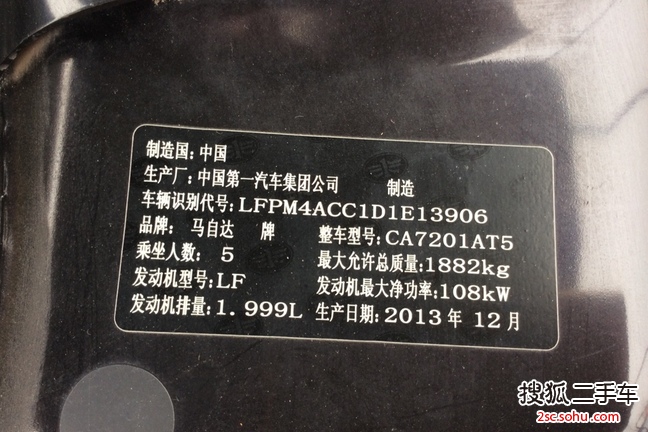 制造国:中国
生产厂:中国第一汽车集团公司 制造
车辆识别代号:LFPM4ACC1D1E13906
品牌: 马自达 牌 整车型号:CA7201AT5
乘坐人数: 5 最大允许总质量:1882kg
发动机型号:LF 发动机最大净功率:108kW
发动机排量:1.999L 生产日期:2013年12月
搜狐二手车
2sc.sohu.com